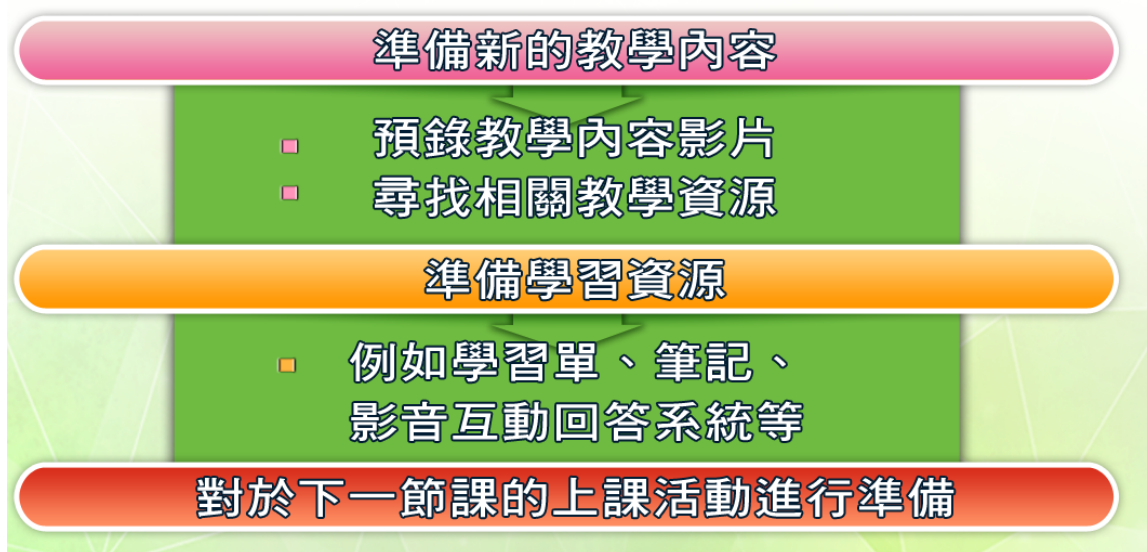 準備新的教學內容
預錄教學內容影片
尋找相關教學資源
準備學習資源
例如學習單、筆記、
影音互動回答系統等
對於下一節課的上課活動進行準備